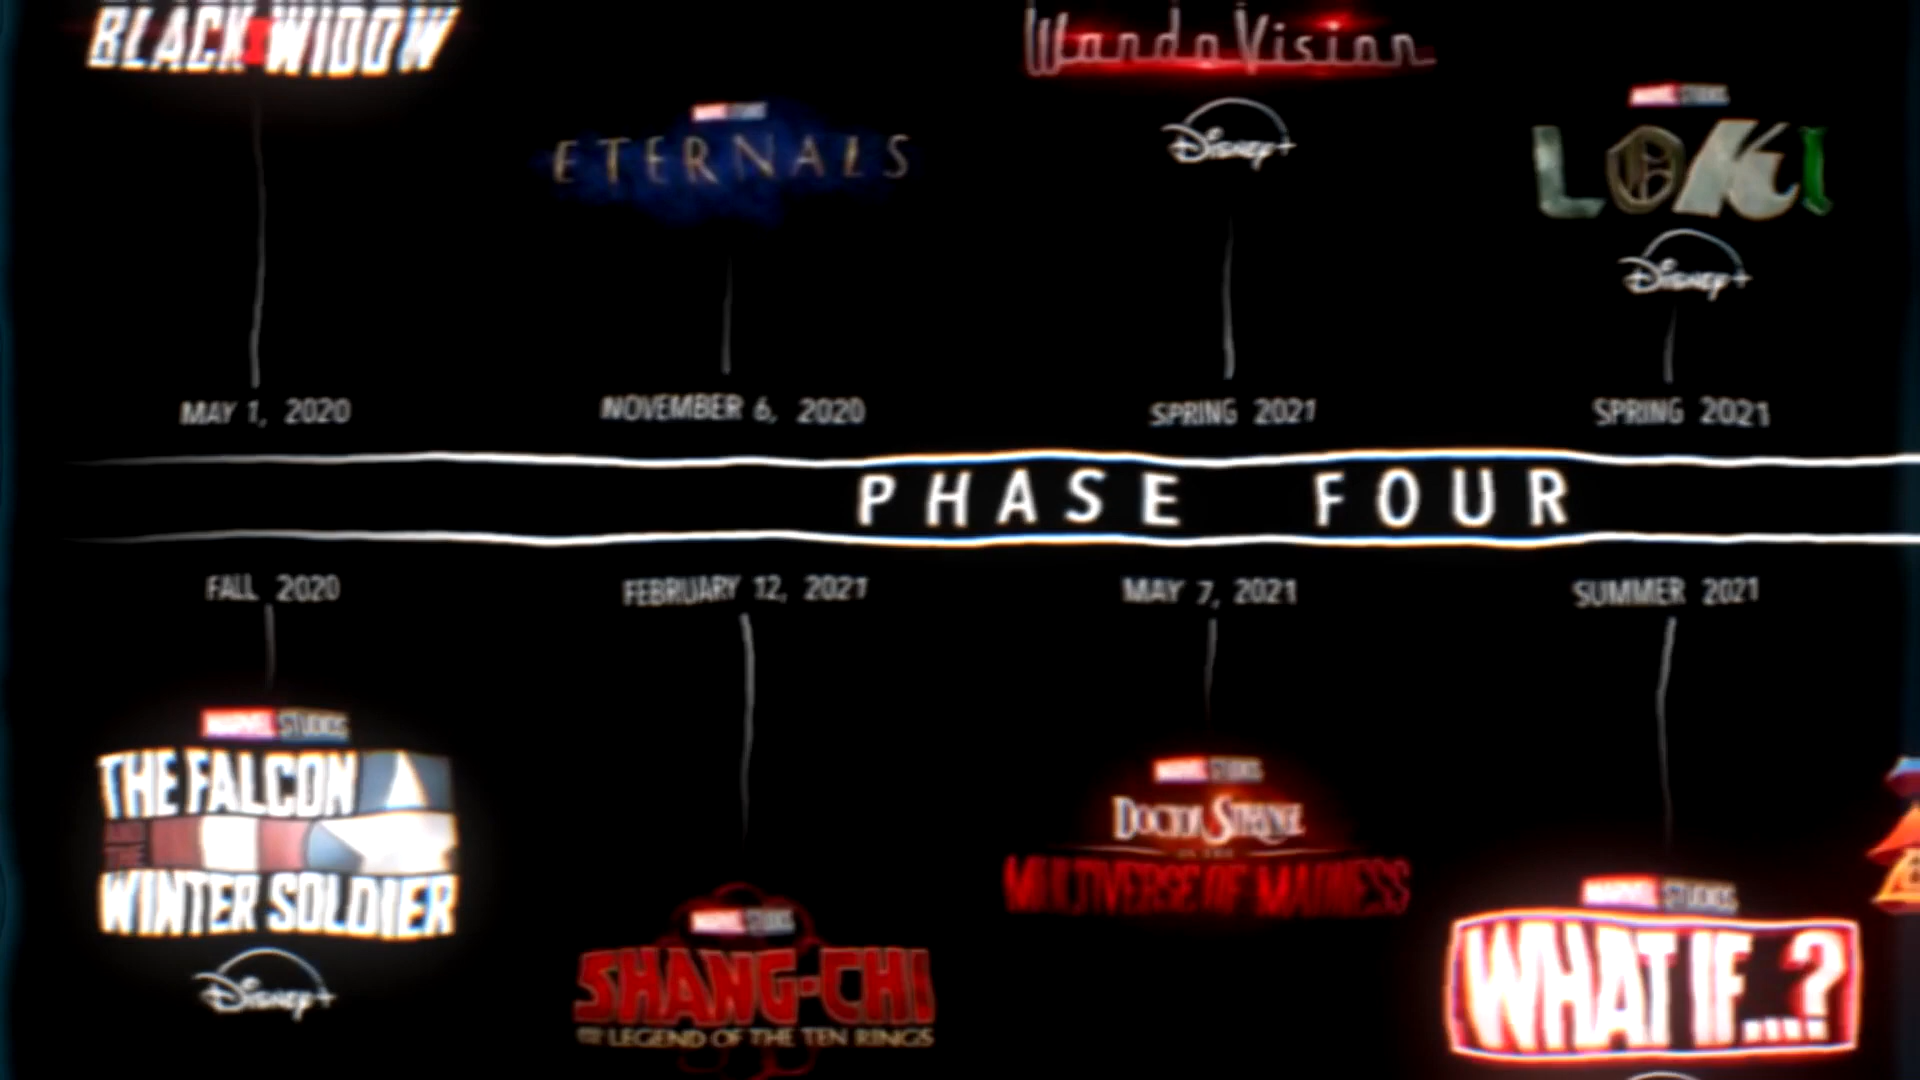 BLACK WIDOW
MARVEL STUDIOS
ETERNALS
WandaVision
Disney+
MARVEL STUDIOS
LOKI
Disney+
MAY 1, 2020
NOVEMBER 6, 2020
SPRING 2021
SPRING 2021
PHASE FOUR
FALL 2020
FEBRUARY 12, 2021
MAY 7, 2021
SUMMER 2021
MARVEL STUDIOS
THE FALCON
WINTER SOLDIER
Disney+
MARVEL STUDIOS
SHANG-CHI
LEGEND OF THE TEN RINGS
MARVEL STUDIOS
DOCTOR STRANGE
MULTIVERSE OF MADNESS
MARVEL STUDIOS
WHAT IF...?